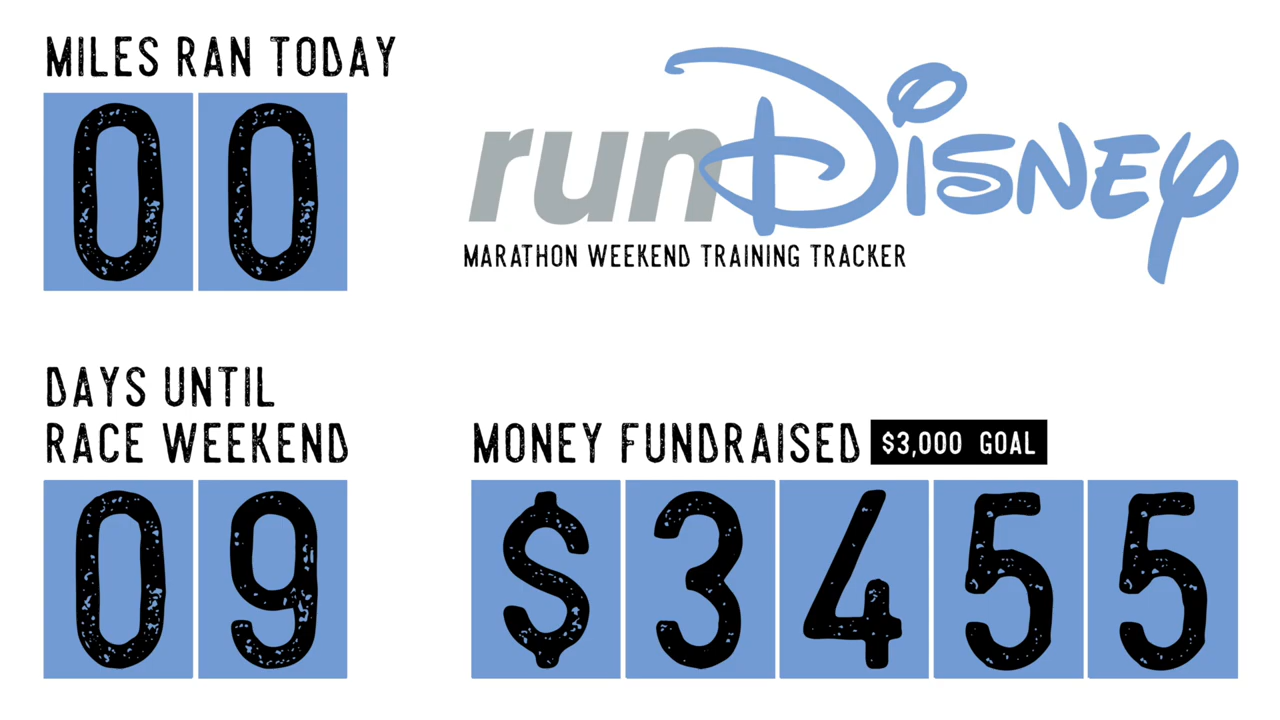 MILES RAN TODAY
00
runDisney
MARATHON WEEKEND TRAINING TRACKER
DAYS UNTIL
RACE WEEKEND
09
MONEY FUNDRAISED $3,000 GOAL
$3455